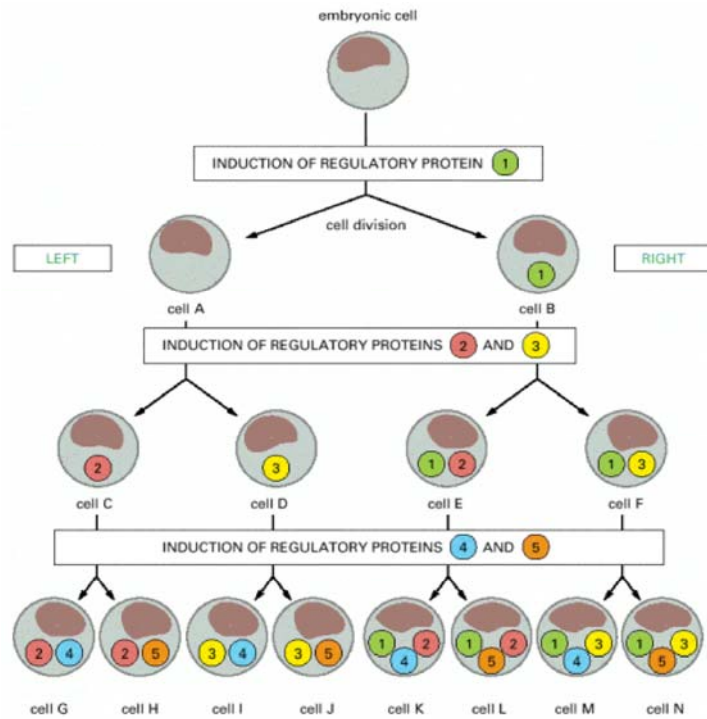 embryonic cell
INDUCTION OF REGULATORY PROTEIN 1
cell division
LEFT
RIGHT
1
cell A
cell B
INDUCTION OF REGULATORY PROTEINS 2 AND 3
2
3
1 2
1 3
cell C
cell D
cell E
cell F
INDUCTION OF REGULATORY PROTEINS 4 AND 5
2 4
2 5
3 4
3 5
1 2
4
1 2
5
1 3
4
1 3
5
cell G
cell H
cell I
cell J
cell K
cell L
cell M
cell N